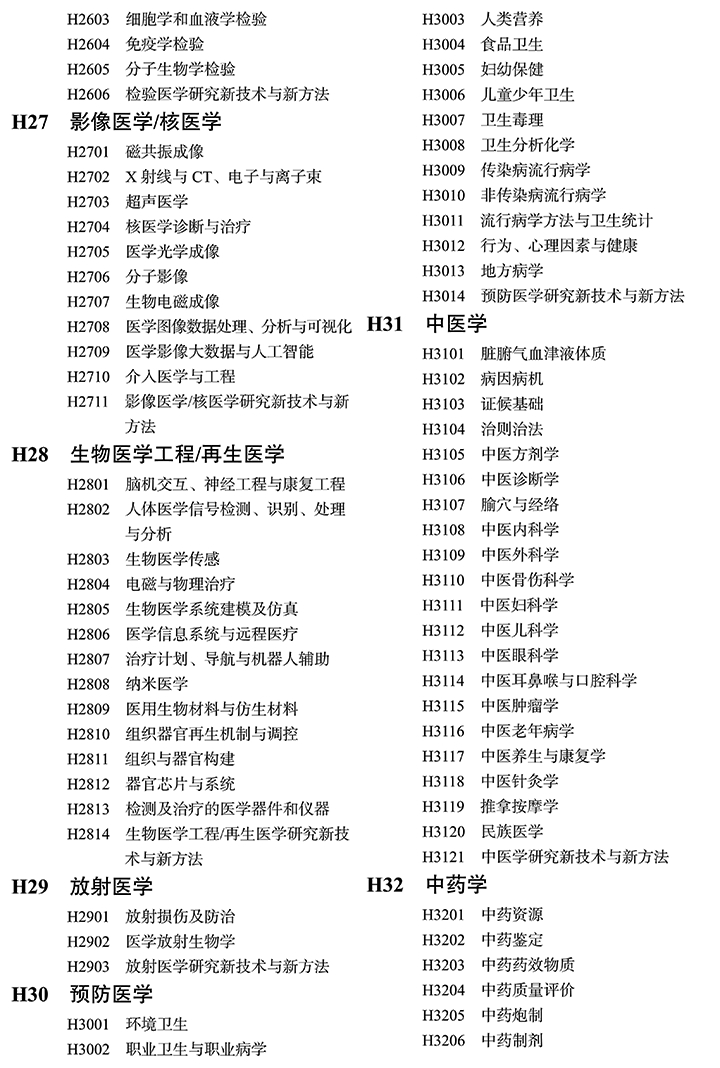 H2603 细胞学和血液学检验
H2604 免疫学检验
H2605 分子生物学检验
H2606 检验医学研究新技术与新方法
H27 影像医学/核医学
H2701 磁共振成像
H2702 X 射线与 CT、电子与离子束
H2703 超声医学
H2704 核医学诊断与治疗
H2705 医学光学成像
H2706 分子影像
H2707 生物电磁成像
H2708 医学图像数据处理、分析与可视化
H2709 医学影像大数据与人工智能
H2710 介入医学与工程
H2711 影像医学/核医学研究新技术与新
方法
H28 生物医学工程/再生医学
H2801 脑机交互、神经工程与康复工程
H2802 人体医学信号检测、识别、处理
与分析
H2803 生物医学传感
H2804 电磁与物理治疗
H2805 生物医学系统建模及仿真
H2806 医学信息系统与远程医疗
H2807 治疗计划、导航与机器人辅助
H2808 纳米医学
H2809 医用生物材料与仿生材料
H2810 组织器官再生机制与调控
H2811 组织与器官构建
H2812 器官芯片与系统
H2813 检测及治疗的医学器件和仪器
H2814 生物医学工程/再生医学研究新技
术与新方法
H29 放射医学
H2901 放射损伤及防治
H2902 医学放射生物学
H2903 放射医学研究新技术与新方法
H30 预防医学
H3001 环境卫生
H3002 职业卫生与职业病学
H3003 人类营养
H3004 食品卫生
H3005 妇幼保健
H3006 儿童少年卫生
H3007 卫生毒理
H3008 卫生分析化学
H3009 传染病流行病学
H3010 非传染病流行病学
H3011 流行病学方法与卫生统计
H3012 行为、心理因素与健康
H3013 地方病学
H3014 预防医学研究新技术与新方法
H31 中医学
H3101 脏腑气血津液体质
H3102 病因病机
H3103 证候基础
H3104 治则治法
H3105 中医方剂学
H3106 中医诊断学
H3107 腧穴与经络
H3108 中医内科学
H3109 中医外科学
H3110 中医骨伤科学
H3111 中医妇科学
H3112 中医儿科学
H3113 中医眼科学
H3114 中医耳鼻喉与口腔科学
H3115 中医肿瘤学
H3116 中医老年病学
H3117 中医养生与康复学
H3118 中医针灸学
H3119 推拿按摩学
H3120 民族医学
H3121 中医学研究新技术与新方法
H32 中药学
H3201 中药资源
H3202 中药鉴定
H3203 中药药效物质
H3204 中药质量评价
H3205 中药炮制
H3206 中药制剂